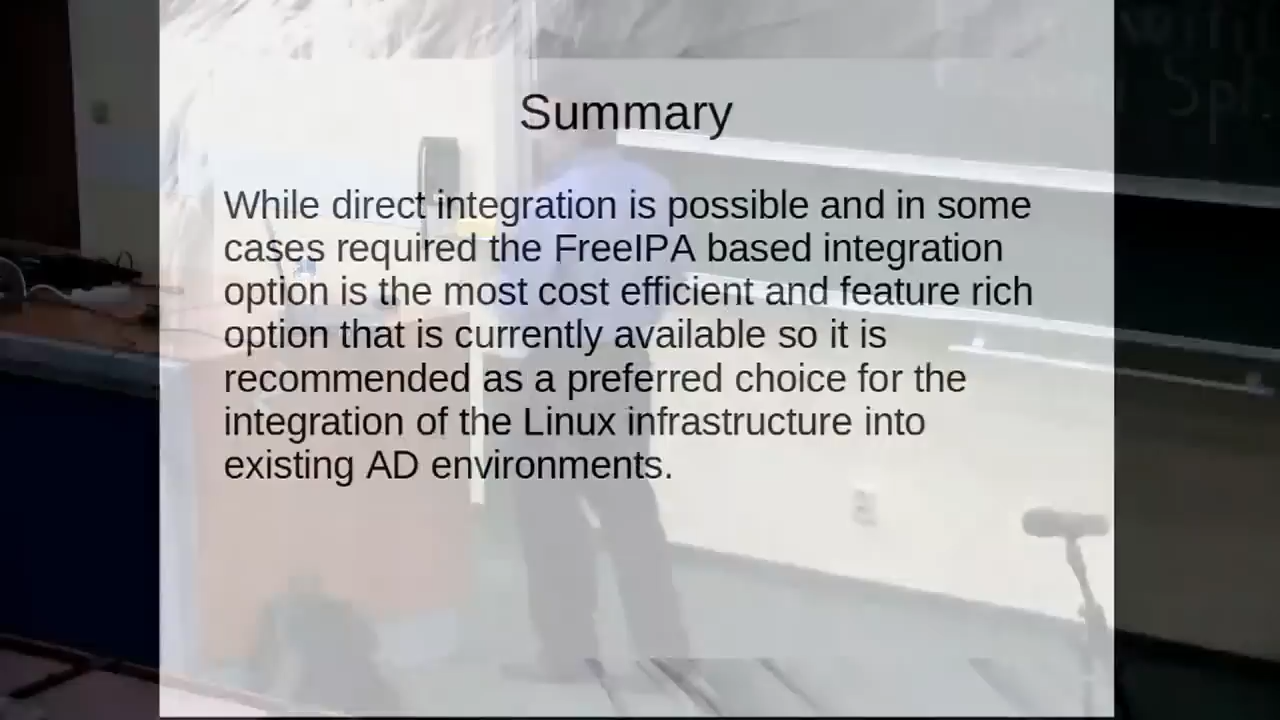 Summary
While direct integration is possible and in some
cases required the FreeIPA based integration
option is the most cost efficient and feature rich
option that is currently available so it is
recommended as a preferred choice for the
integration of the Linux infrastructure into
existing AD environments.